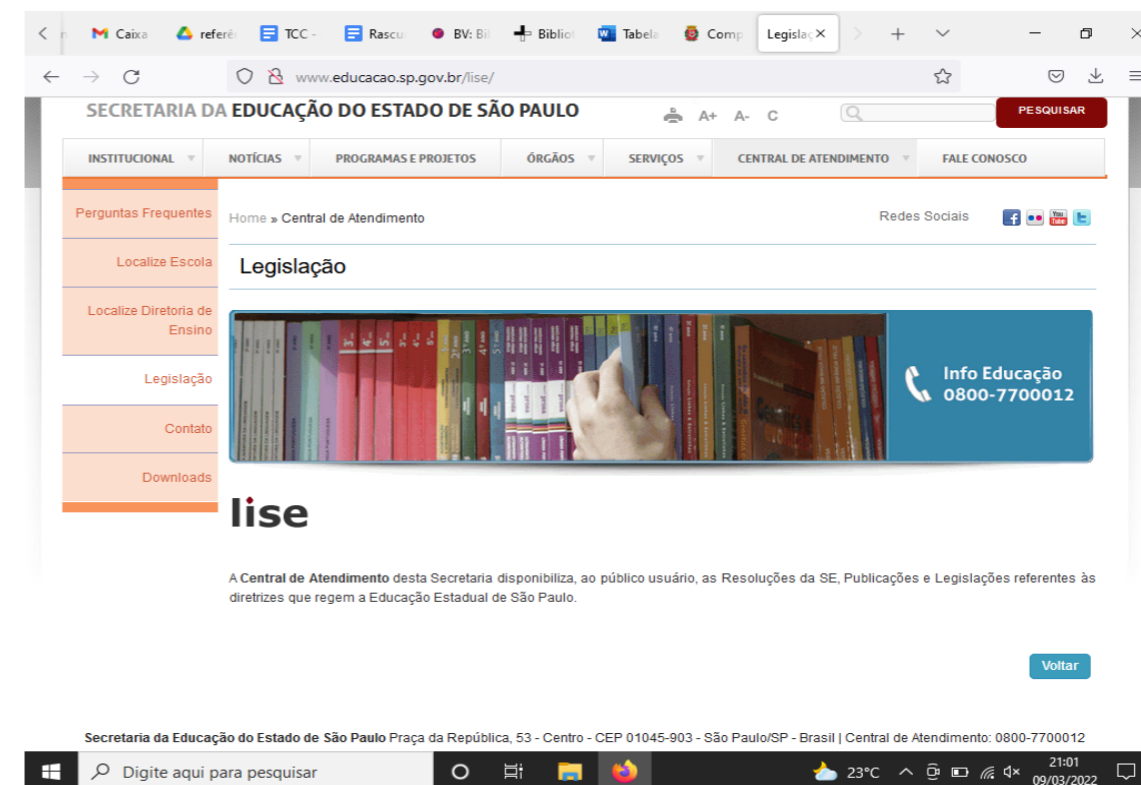 Caixa
referê
TCC -
Rascu
BV: Bil
Bibliot
Tabela
Comp
Legislaç
www.educacao.sp.gov.br/lise/
SECRETARIA DA EDUCAÇÃO DO ESTADO DE SÃO PAULO
A+ A- C
PESQUISAR
INSTITUCIONAL NOTÍCIAS PROGRAMAS E PROJETOS ÓRGÃOS SERVIÇOS CENTRAL DE ATENDIMENTO FALE CONOSCO
Perguntas Frequentes
Localize Escola
Localize Diretoria de
Ensino
Legislação
Contato
Downloads
Home » Central de Atendimento
Redes Sociais
You
Tube
Legislação
Info Educação
0800-7700012
lise
A Central de Atendimento desta Secretaria disponibiliza, ao público usuário, as Resoluções da SE, Publicações e Legislações referentes às
diretrizes que regem a Educação Estadual de São Paulo.
Voltar
Secretaria da Educação do Estado de São Paulo Praça da República, 53 - Centro - CEP 01045-903 - São Paulo/SP - Brasil | Central de Atendimento: 0800-7700012
Digite aqui para pesquisar
23°C
21:01
09/03/2022